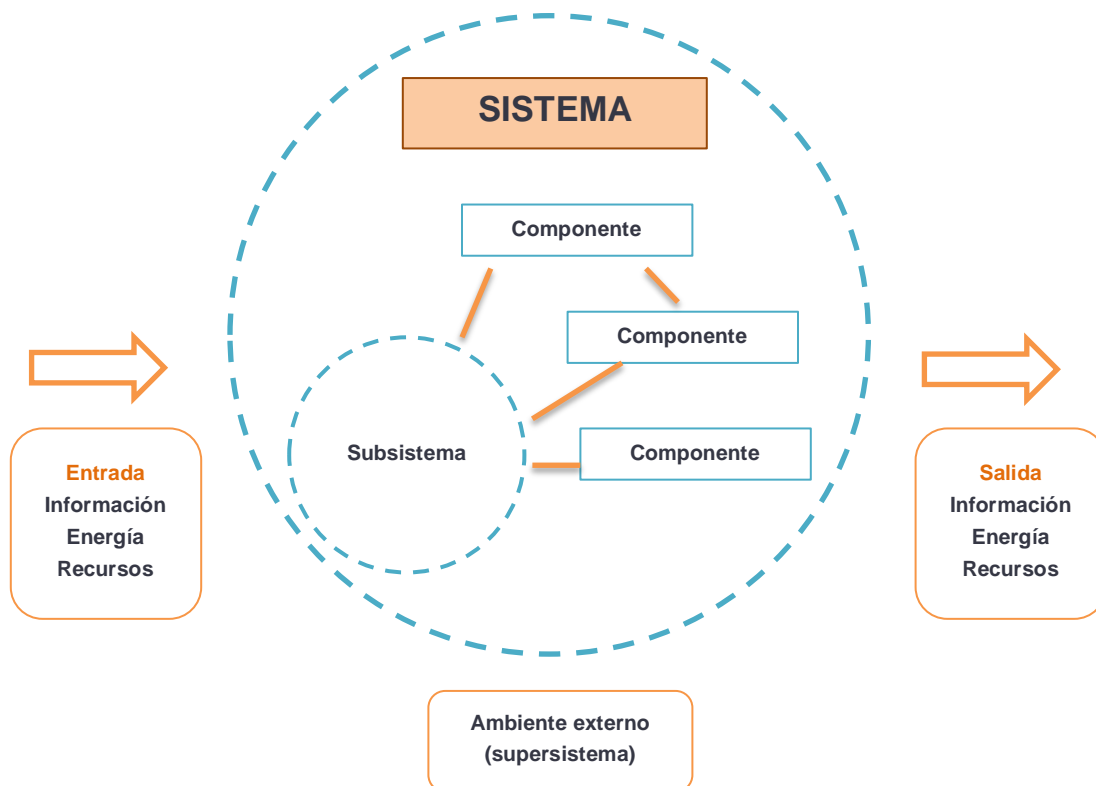 SISTEMA
Componente
Componente
Subsistema
Componente
Entrada
Información
Energía
Recursos
Salida
Información
Energía
Recursos
Ambiente externo
(supersistema)